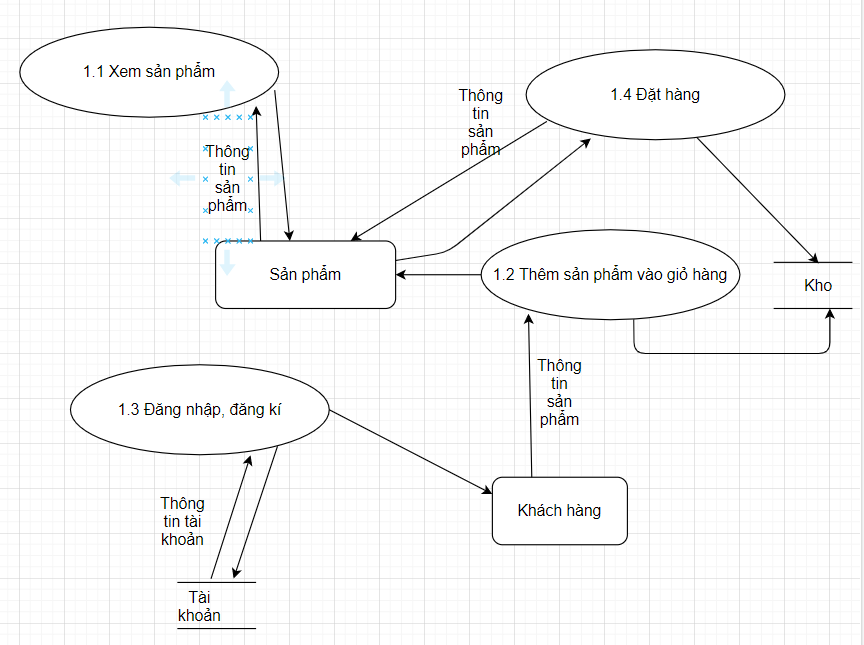 1.1 Xem sản phẩm
1.4 Đặt hàng
Thông
tin
sản
phẩm
Thông
tin
sản
phẩm
Sản phẩm
1.2 Thêm sản phẩm vào giỏ hàng
Kho
Thông
tin
sản
phẩm
1.3 Đăng nhập, đăng kí
Khách hàng
Thông
tin tài
khoản
Tài
khoản